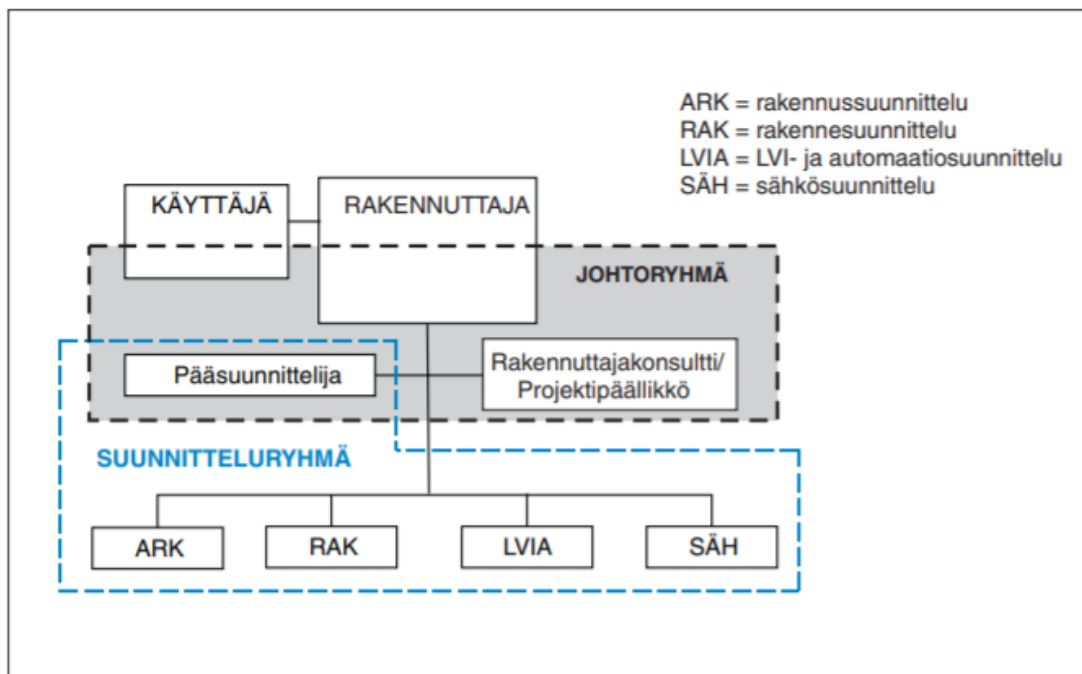 ARK = rakennussuunnittelu
RAK = rakennesuunnittelu
LVIA = LVI- ja automaatiosuunnittelu
SÄH = sähkösuunnittelu
KÄYTTÄJÄ
RAKENNUTTAJA
JOHTORYHMÄ
Pääsuunnittelija
Rakennuttajakonsultti/
Projektipäällikkö
SUUNNITTELURYHMÄ
ARK
RAK
LVIA
SÄH